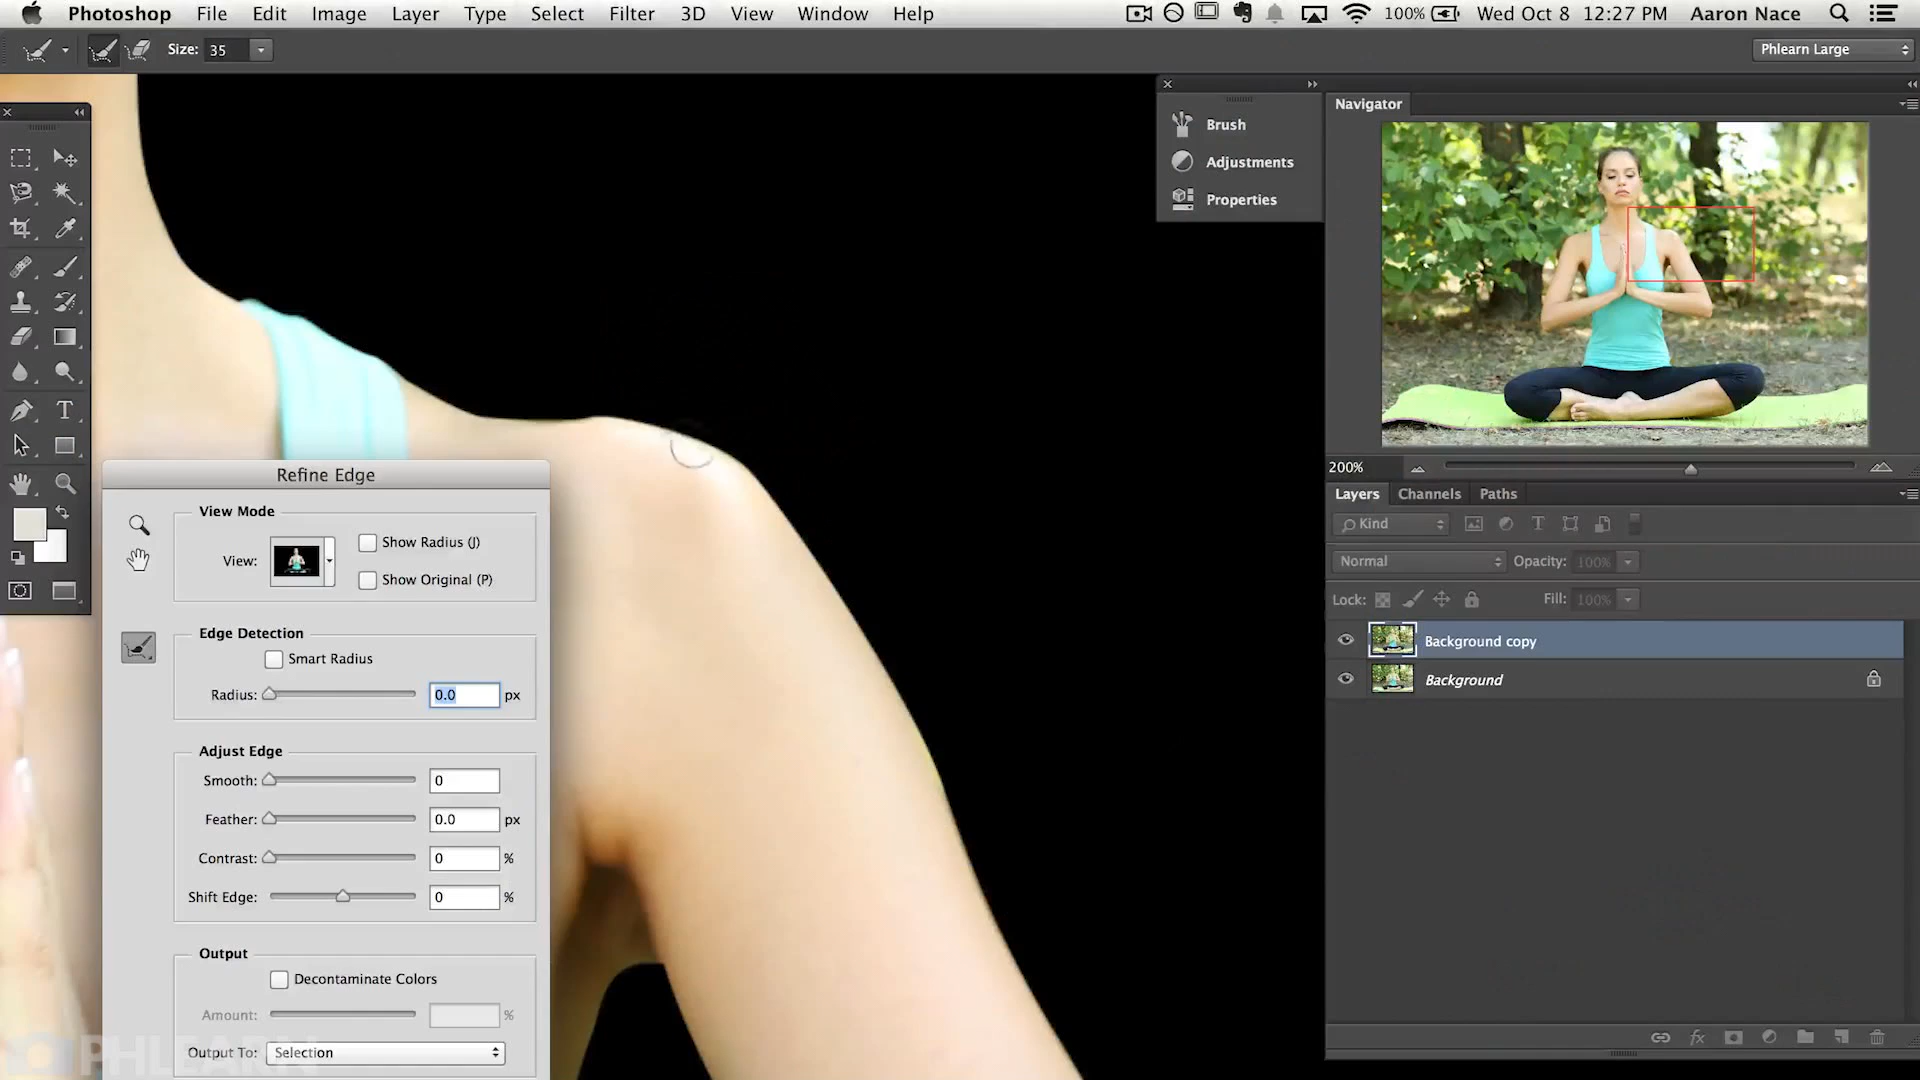 Photoshop File Edit Image Layer Type Select Filter 3D View Window Help 100% Wed Oct 8 12:27 PM Aaron Nace
Size: 35 Phlearn Large
Navigator
Brush
Adjustments
Properties
200%
Layers Channels Paths
Kind
Normal Opacity: 100%
Lock: Fill: 100%
Background copy
Background
Refine Edge
View Mode
View:
Show Radius (J)
Show Original (P)
Edge Detection
Smart Radius
Radius: 0.0 px
Adjust Edge
Smooth: 0
Feather: 0.0 px
Contrast: 0 %
Shift Edge: 0 %
Output
Decontaminate Colors
Amount: %
Output To: Selection
PHLEARN
T
T
fx